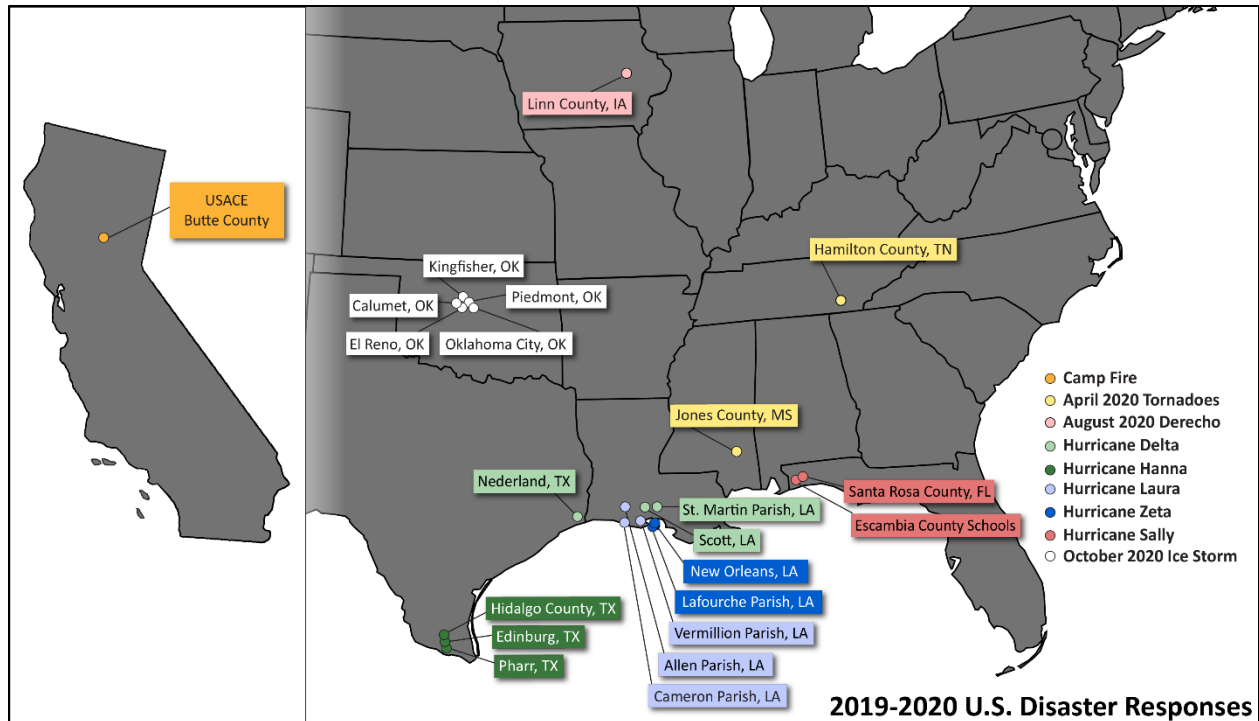 USACE
Butte County
Linn County, IA
Hamilton County, TN
Kingfisher, OK
Calumet, OK
Piedmont, OK
El Reno, OK
Oklahoma City, OK
Jones County, MS
Nederland, TX
St. Martin Parish, LA
Scott, LA
Santa Rosa County, FL
Escambia County Schools
New Orleans, LA
Lafourche Parish, LA
Vermillion Parish, LA
Allen Parish, LA
Cameron Parish, LA
Hidalgo County, TX
Edinburg, TX
Pharr, TX
Camp Fire
April 2020 Tornadoes
August 2020 Derecho
Hurricane Delta
Hurricane Hanna
Hurricane Laura
Hurricane Zeta
Hurricane Sally
October 2020 Ice Storm
2019-2020 U.S. Disaster Responses